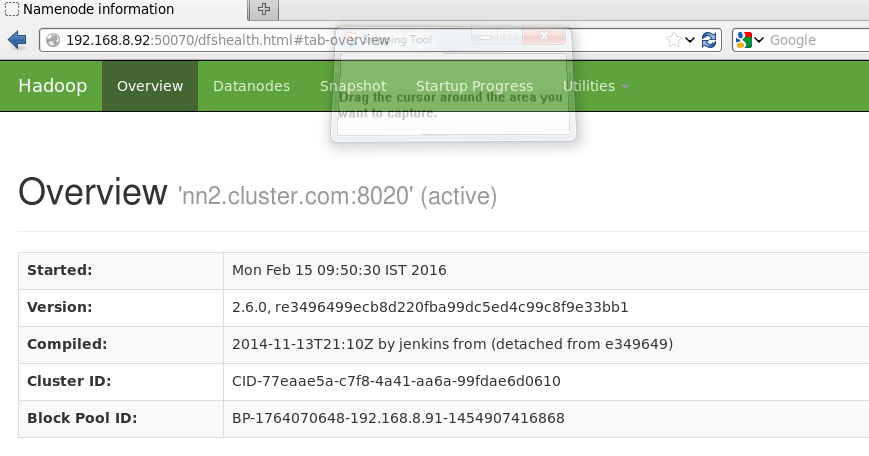 Namenode information
192.168.8.92:50070/dfshealth.html#tab-overview
Google
Snipping Tool
Hadoop Overview Datanodes Snapshot Startup Progress Utilities
Drag the cursor around the area you
want to capture.
Overview 'nn2.cluster.com:8020' (active)
Started: Mon Feb 15 09:50:30 IST 2016
Version: 2.6.0, re3496499ecb8d220fba99dc5ed4c99c8f9e33bb1
Compiled: 2014-11-13T21:10Z by jenkins from (detached from e349649)
Cluster ID: CID-77eaae5a-c7f8-4a41-aa6a-99fdae6d0610
Block Pool ID: BP-1764070648-192.168.8.91-1454907416868